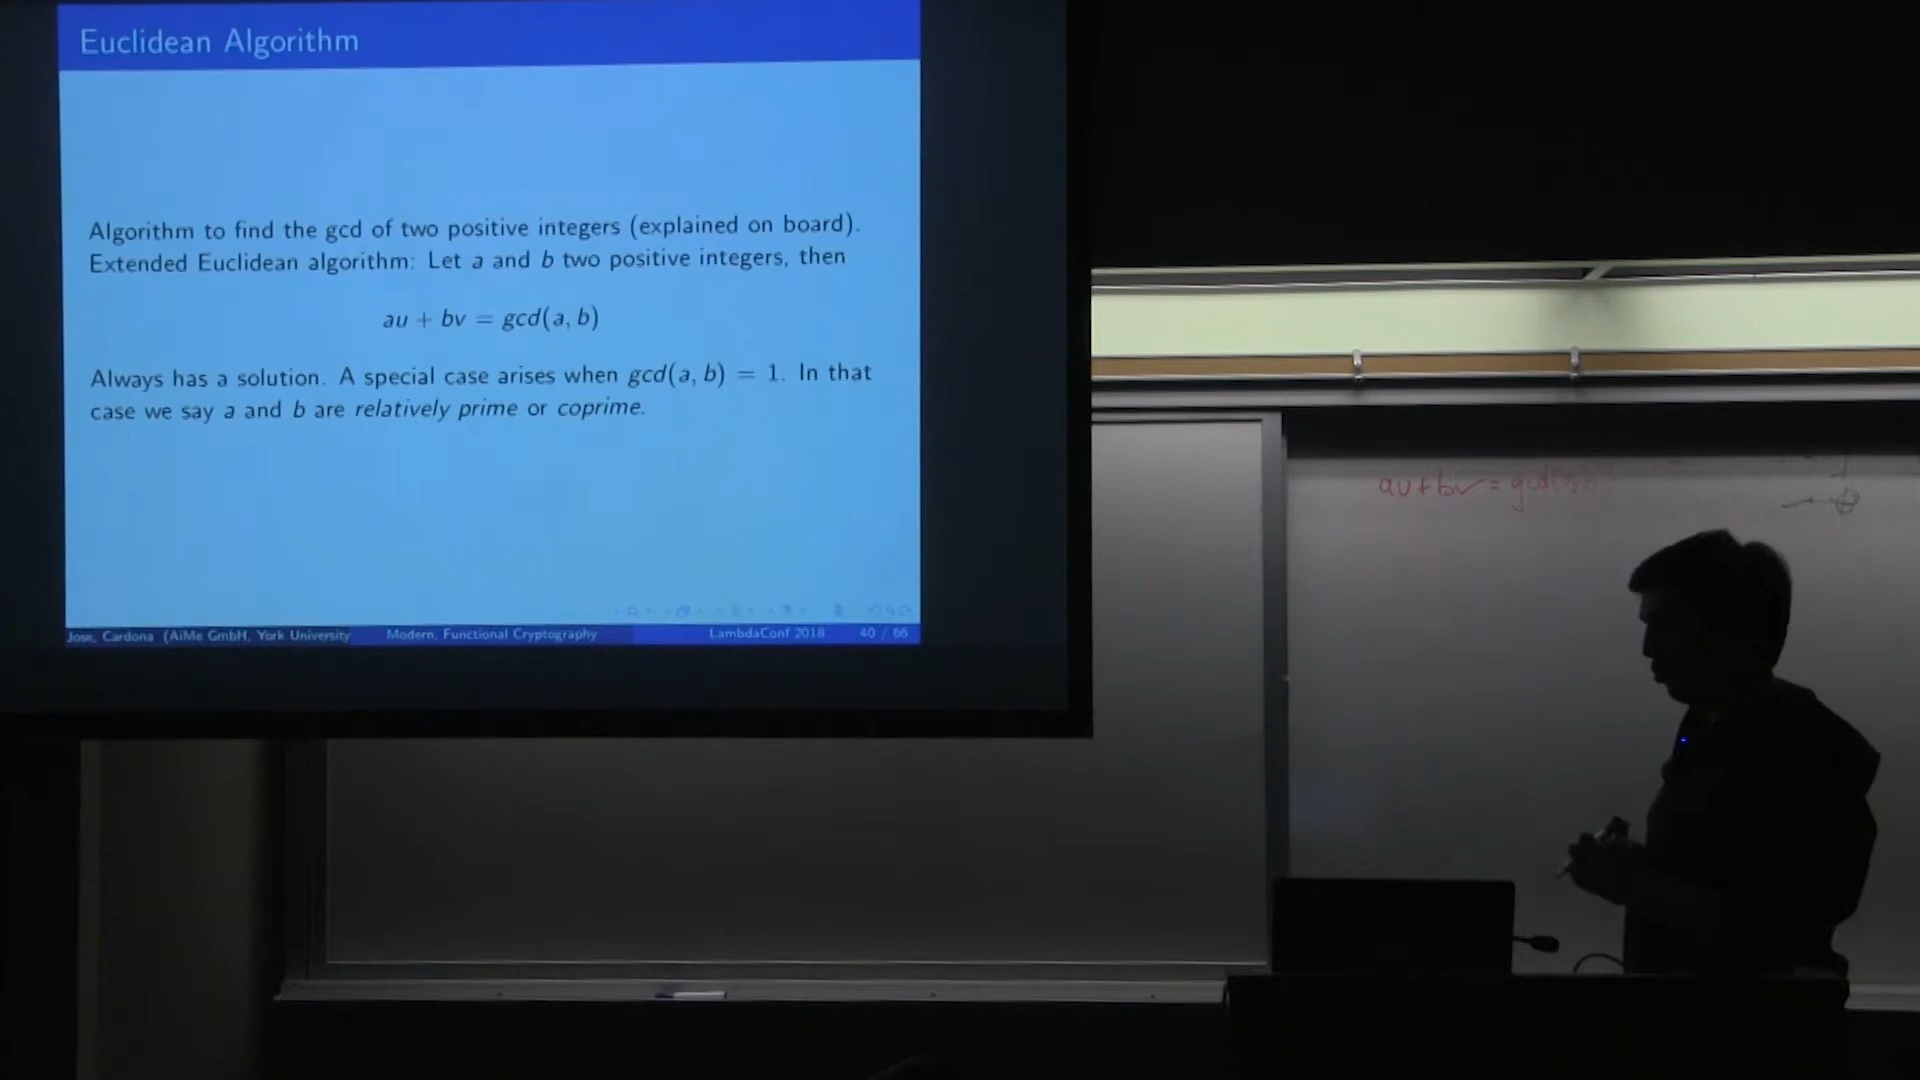 Euclidean Algorithm
Algorithm to find the gcd of two positive integers (explained on board).
Extended Euclidean algorithm: Let a and b two positive integers, then
au + bv = gcd(a, b)
Always has a solution. A special case arises when gcd(a, b) = 1. In that
case we say a and b are relatively prime or coprime.
Jose, Cardona (AiMe GmbH, York University
Modern, Functional Cryptography
LambdaConf 2018
40 / 66
au+bv = gcd(